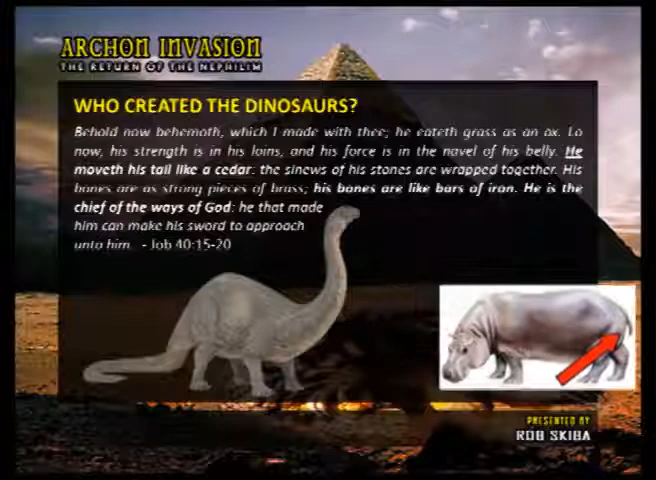 ARCHON INVASION
THE RETURN OF THE NEPHILIM
WHO CREATED THE DINOSAURS?
Behold now behemoth, which I made with thee; he eateth grass as an ox. Lo
now, his strength is in his loins, and his force is in the navel of his belly. He
moveth his tail like a cedar: the sinews of his stones are wrapped together. His
bones are as strong pieces of brass; his bones are like bars of iron. He is the
chief of the ways of God: he that made
him can make his sword to approach
unto him. - Job 40:15-20
PRESENTED BY
ROB SKIBA